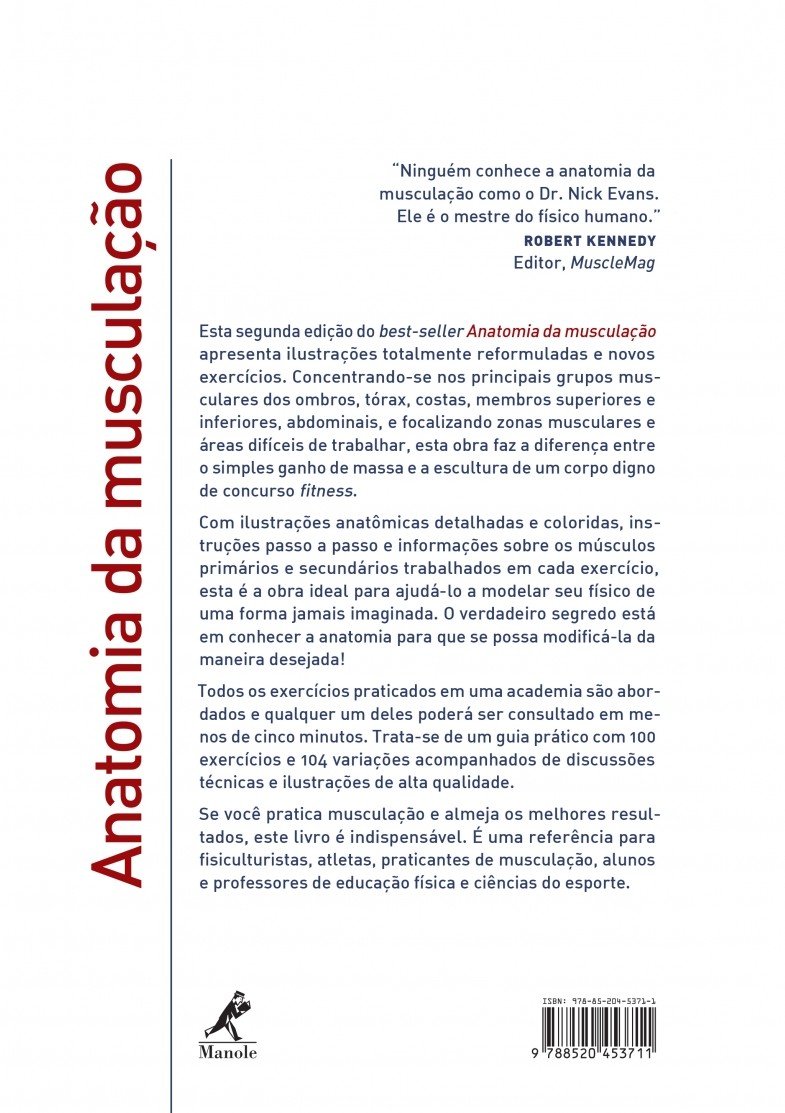 Anatomia da musculação
“Ninguém conhece a anatomia da
musculação como o Dr. Nick Evans.
Ele é o mestre do físico humano.”
ROBERT KENNEDY
Editor, MuscleMag
Esta segunda edição do best-seller Anatomia da musculação
apresenta ilustrações totalmente reformuladas e novos
exercícios. Concentrando-se nos principais grupos mus-
culares dos ombros, tórax, costas, membros superiores e
inferiores, abdominais, e focalizando zonas musculares e
áreas difíceis de trabalhar, esta obra faz a diferença entre
o simples ganho de massa e a escultura de um corpo digno
de concurso fitness.
Com ilustrações anatômicas detalhadas e coloridas, ins-
truções passo a passo e informações sobre os músculos
primários e secundários trabalhados em cada exercício,
esta é a obra ideal para ajudá-lo a modelar seu físico de
uma forma jamais imaginada. O verdadeiro segredo está
em conhecer a anatomia para que se possa modificá-la da
maneira desejada!
Todos os exercícios praticados em uma academia são abor-
dados e qualquer um deles poderá ser consultado em me-
nos de cinco minutos. Trata-se de um guia prático com 100
exercícios e 104 variações acompanhados de discussões
técnicas e ilustrações de alta qualidade.
Se você pratica musculação e almeja os melhores resul-
tados, este livro é indispensável. É uma referência para
fisiculturistas, atletas, praticantes de musculação, alunos
e professores de educação física e ciências do esporte.
Manole
ISBN: 978-85-204-5371-1
9 788520 453711